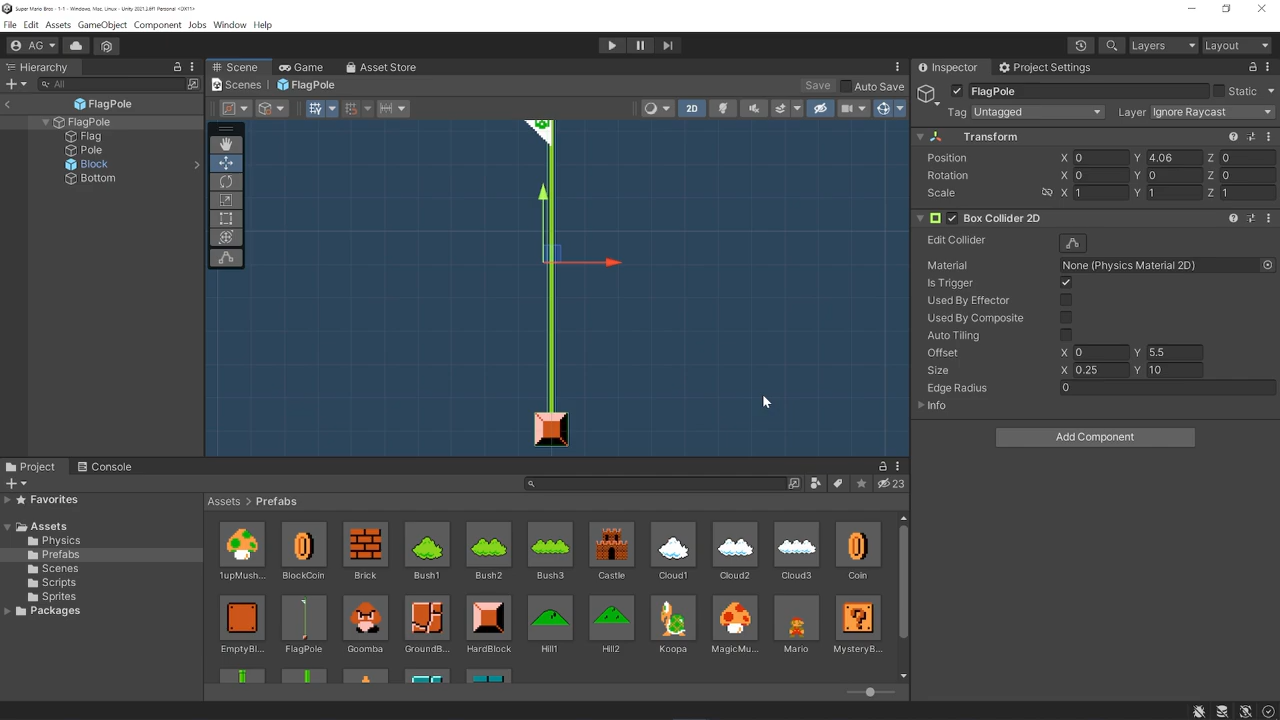 Super Mario Bros - 1-1 - Windows, Mac, Linux - Unity 2021.3.6f1 Personal <DX11>
File Edit Assets GameObject Component Jobs Window Help
AG Layers Layout
Hierarchy Scene Game Asset Store Inspector Project Settings
All Scenes FlagPole Save Auto Save FlagPole Static
FlagPole 2D Tag Untagged Layer Ignore Raycast
FlagPole
Flag
Pole
Block
Bottom
Transform
Position X 0 Y 4.06 Z 0
Rotation X 0 Y 0 Z 0
Scale X 1 Y 1 Z 1
Box Collider 2D
Edit Collider
Material None (Physics Material 2D)
Is Trigger
Used By Effector
Used By Composite
Auto Tiling
Offset X 0 Y 5.5
Size X 0.25 Y 10
Edge Radius 0
Info
Add Component
Project Console
23
Favorites
Assets
Physics
Prefabs
Scenes
Scripts
Sprites
Packages
Assets > Prefabs
1upMush... BlockCoin Brick Bush1 Bush2 Bush3 Castle Cloud1 Cloud2 Cloud3 Coin
EmptyBl... FlagPole Goomba GroundB... HardBlock Hill1 Hill2 Koopa MagicMu... Mario MysteryB...